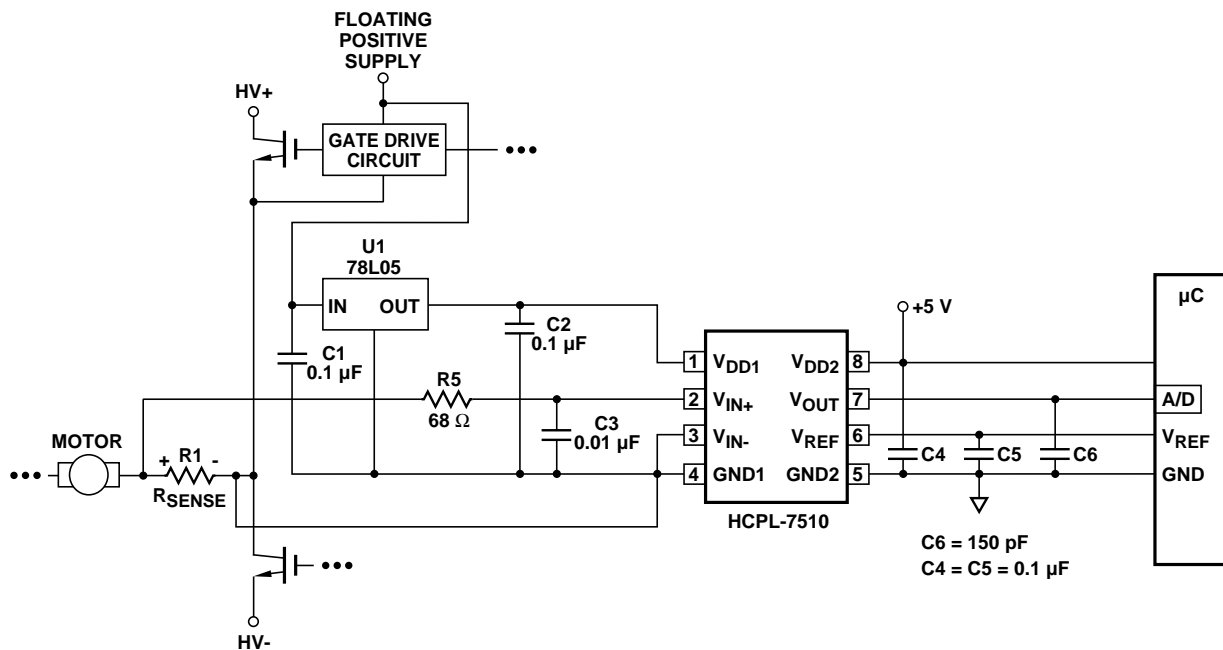 FLOATING
POSITIVE
SUPPLY
HV+
GATE DRIVE
CIRCUIT
•••
U1
78L05
IN OUT
C1
0.1 µF
C2
0.1 µF
R5
68 Ω
C3
0.01 µF
MOTOR
•••
+ R1 -
RSENSE
•••
HV-
1 VDD1 VDD2 8
2 VIN+ VOUT 7
3 VIN- VREF 6
4 GND1 GND2 5
HCPL-7510
+5 V
C4
C5
C6
C6 = 150 pF
C4 = C5 = 0.1 µF
µC
A/D
VREF
GND